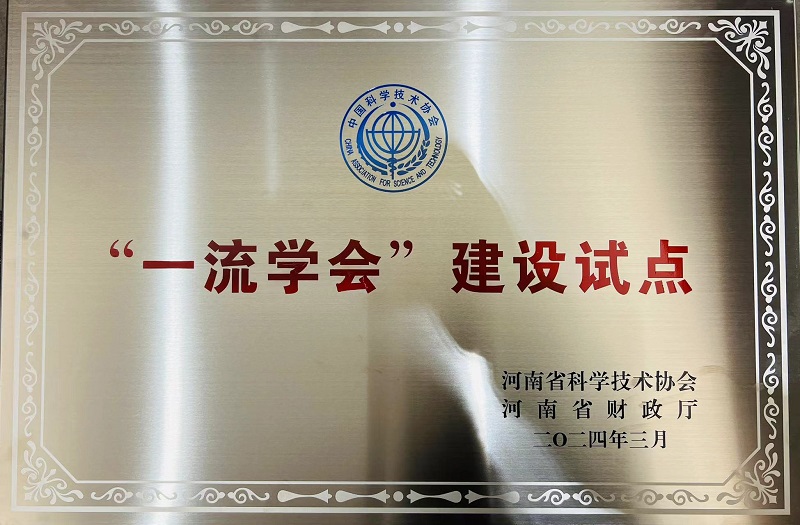 中国科学技术协会
CHINA ASSOCIATION FOR SCIENCE AND TECHNOLOGY
“一流学会”建设试点
河南省科学技术协会
河南省财政厅
二〇二四年三月